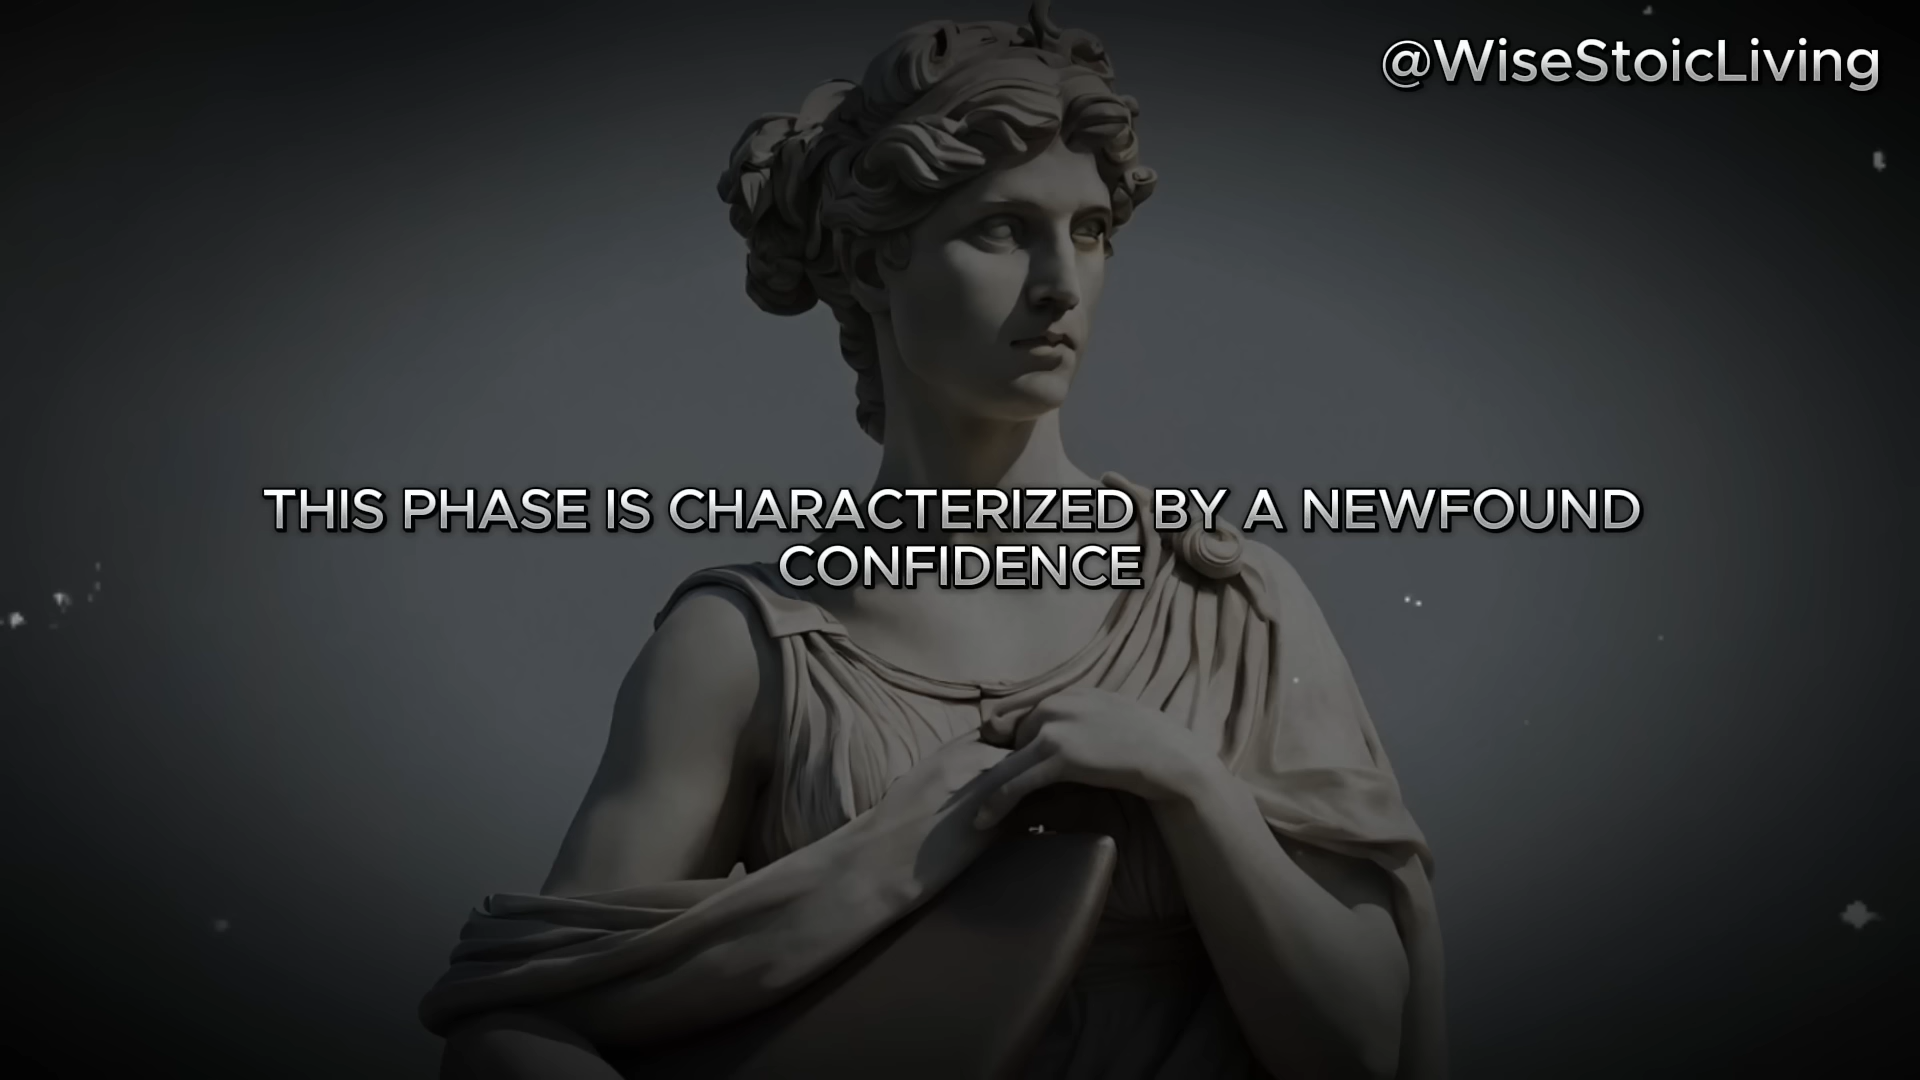 @WiseStoicLiving
THIS PHASE IS CHARACTERIZED BY A NEWFOUND
CONFIDENCE